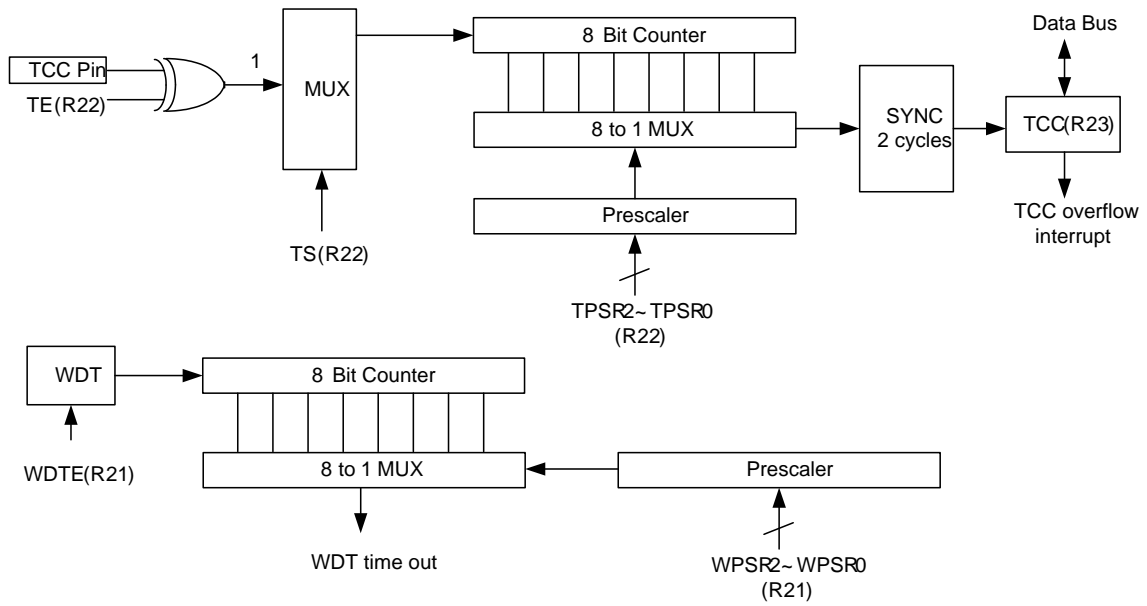 8 Bit Counter
Data Bus
1
TCC Pin
MUX
TE(R22)
8 to 1 MUX
SYNC
2 cycles
TCC(R23)
Prescaler
TCC overflow
interrupt
TS(R22)
TPSR2~TPSR0
(R22)
WDT
8 Bit Counter
WDTE(R21)
8 to 1 MUX
Prescaler
WDT time out
WPSR2~WPSR0
(R21)